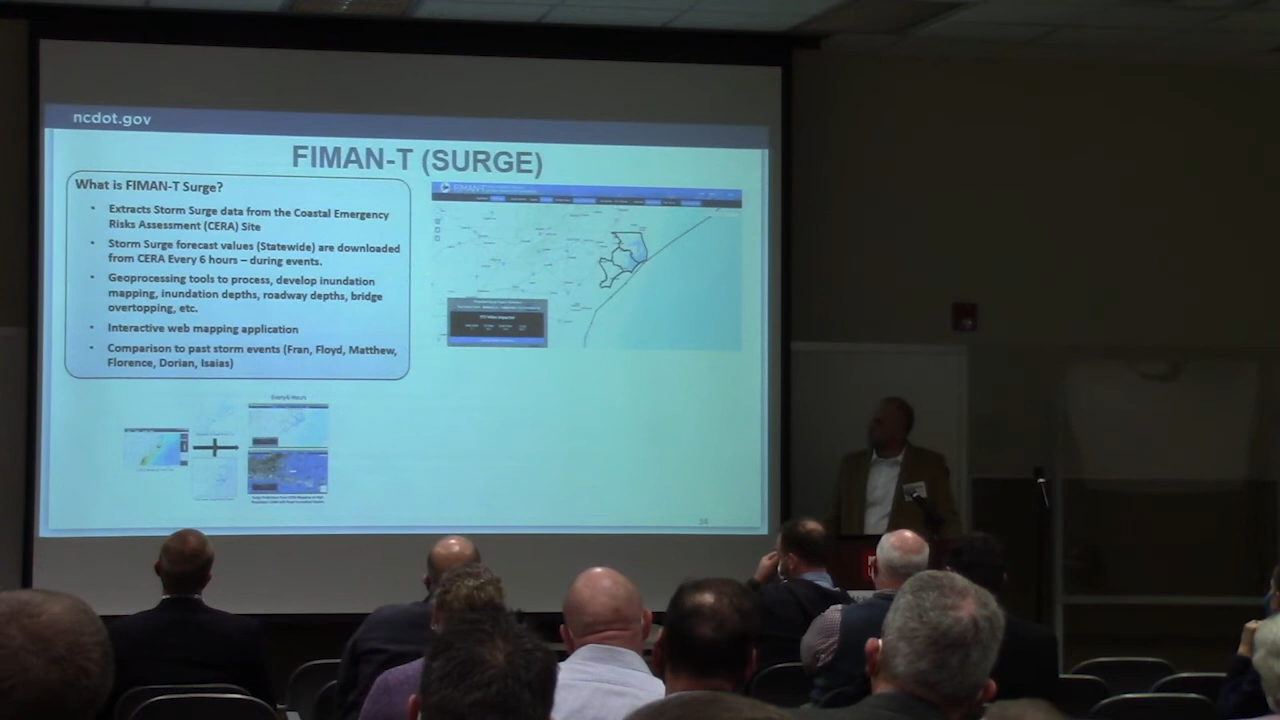 ncdot.gov
FIMAN-T (SURGE)
What is FIMAN-T Surge?
• Extracts Storm Surge data from the Coastal Emergency
Risks Assessment (CERA) Site
• Storm Surge forecast values (Statewide) are downloaded
from CERA Every 6 hours – during events.
• Geoprocessing tools to process, develop inundation
mapping, inundation depths, roadway depths, bridge
overtopping, etc.
• Interactive web mapping application
• Comparison to past storm events (Fran, Floyd, Matthew,
Florence, Dorian, Isaias)
FIMAN-T
Every 6 Hours